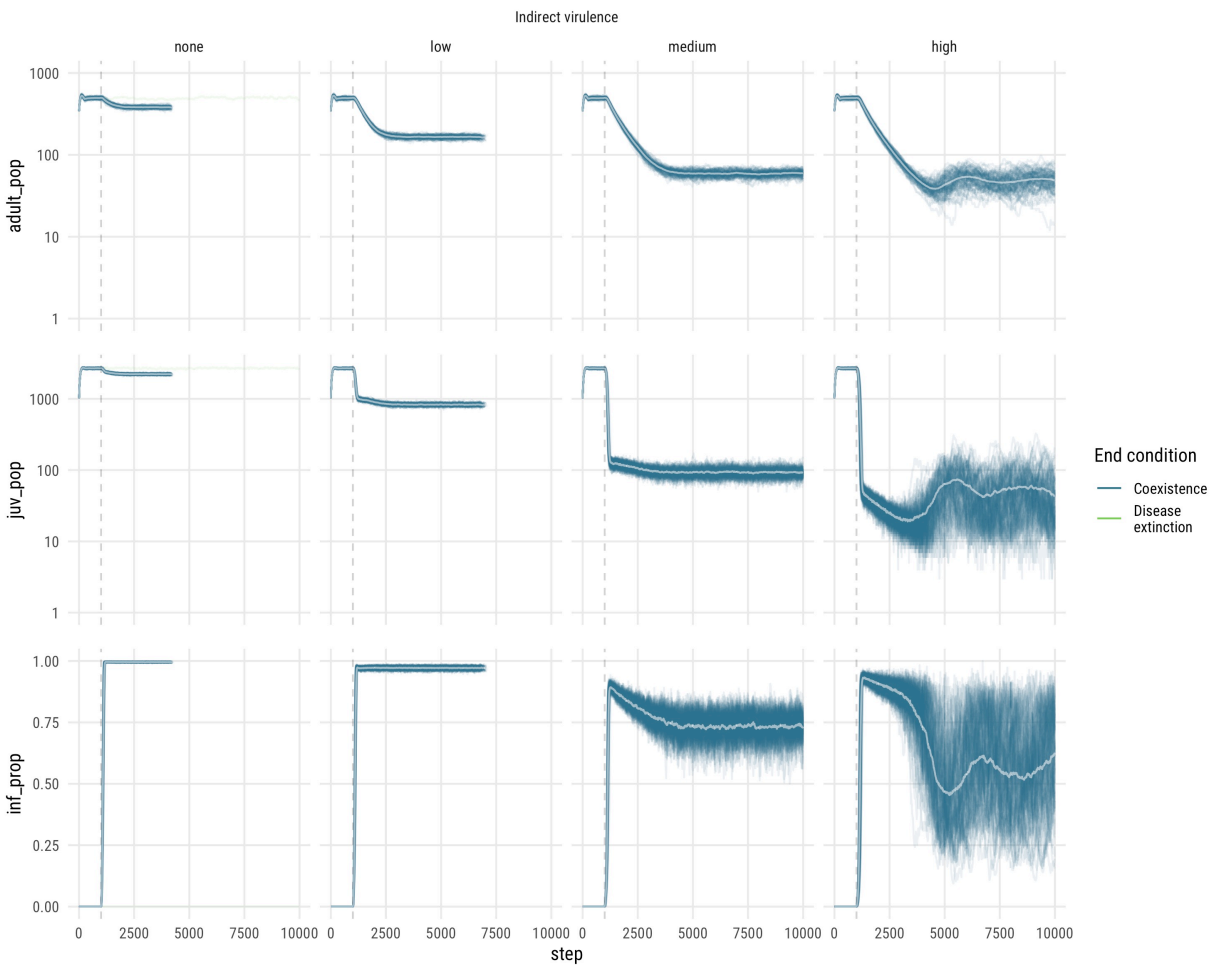 Indirect virulence
none low medium high
1000
100
10
1
adult_pop
1000
100
10
1
juv_pop
1.00
0.75
0.50
0.25
0.00
inf_prop
0 2500 5000 7500 10000 0 2500 5000 7500 10000 0 2500 5000 7500 10000 0 2500 5000 7500 10000
step
End condition
Coexistence
Disease
extinction